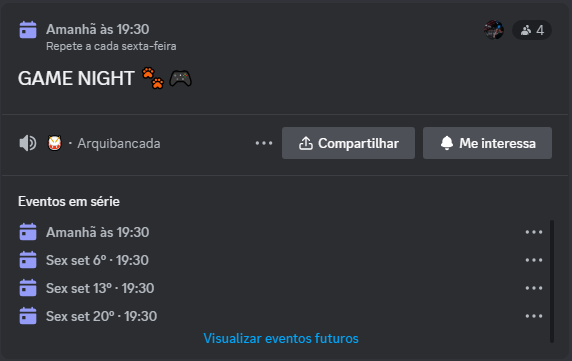 Amanhã às 19:30
Repete a cada sexta-feira
4
GAME NIGHT 🐾 🎮
· Arquibancada
Compartilhar
Me interessa
Eventos em série
Amanhã às 19:30
Sex set 6º · 19:30
Sex set 13º · 19:30
Sex set 20º · 19:30
Visualizar eventos futuros